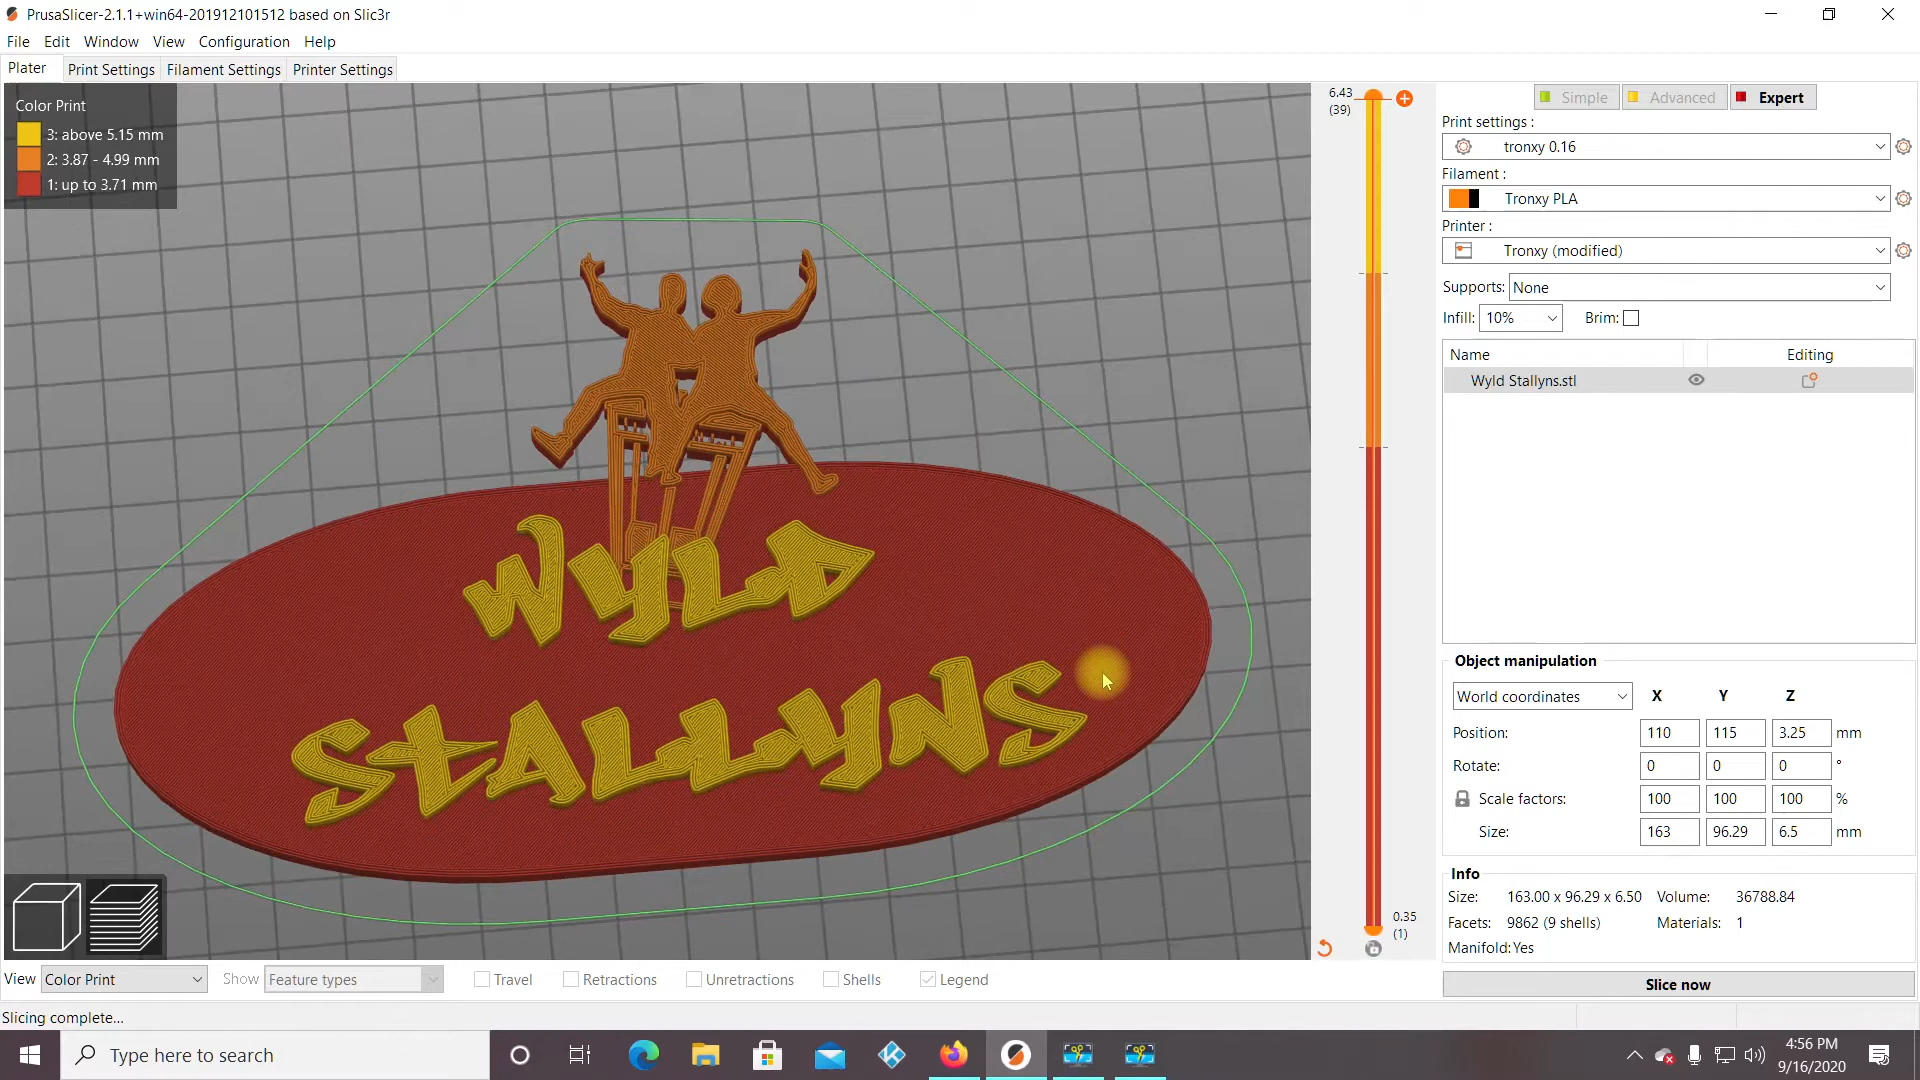 PrusaSlicer-2.1.1+win64-201912101512 based on Slic3r
File Edit Window View Configuration Help
Plater Print Settings Filament Settings Printer Settings
Color Print
3: above 5.15 mm
2: 3.87 - 4.99 mm
1: up to 3.71 mm
6.43
(39)
WYLD
STALLYNS
0.35
(1)
Simple Advanced Expert
Print settings :
tronxy 0.16
Filament :
Tronxy PLA
Printer :
Tronxy (modified)
Supports: None
Infill: 10% Brim:
Name Editing
Wyld Stallyns.stl
Object manipulation
World coordinates X Y Z
Position: 110 115 3.25 mm
Rotate: 0 0 0 °
Scale factors: 100 100 100 %
Size: 163 96.29 6.5 mm
Info
Size: 163.00 x 96.29 x 6.50 Volume: 36788.84
Facets: 9862 (9 shells) Materials: 1
Manifold: Yes
Slice now
View Color Print Show Feature types Travel Retractions Unretractions Shells Legend
Slicing complete...
Type here to search
4:56 PM
9/16/2020